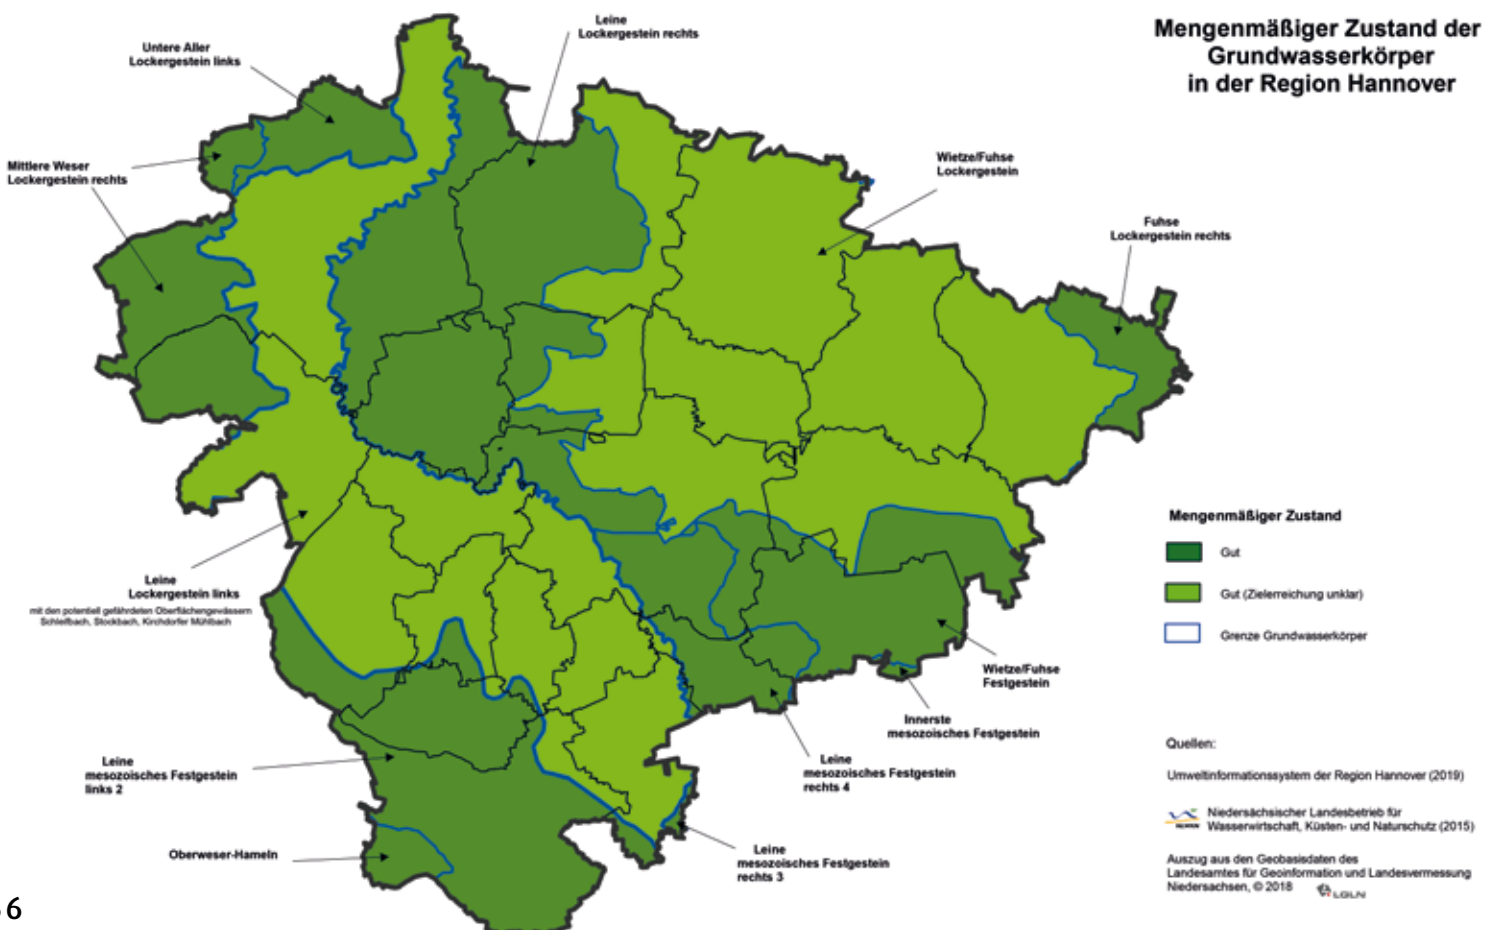 Mengenmäßiger Zustand der
Grundwasserkörper
in der Region Hannover
Leine
Lockergestein rechts
Untere Aller
Lockergestein links
Mittlere Weser
Lockergestein rechts
Wietze/Fuhse
Lockergestein
Fuhse
Lockergestein rechts
Leine
Lockergestein links
mit den potentiell gefährdeten Oberflächengewässern
Schleifbach, Stockbach, Kirchdorfer Mühlbach
Mengenmäßiger Zustand
Gut
Gut (Zielerreichung unklar)
Grenze Grundwasserkörper
Wietze/Fuhse
Festgestein
Innerste
mesozoisches Festgestein
Leine
mesozoisches Festgestein
rechts 4
Leine
mesozoisches Festgestein
links 2
Oberweser-Hameln
Leine
mesozoisches Festgestein
rechts 3
Quellen:
Umweltinformationssystem der Region Hannover (2019)
Niedersächsischer Landesbetrieb für
Wasserwirtschaft, Küsten- und Naturschutz (2015)
Auszug aus den Geobasisdaten des
Landesamtes für Geoinformation und Landesvermessung
Niedersachsen, © 2018
LGLN
6